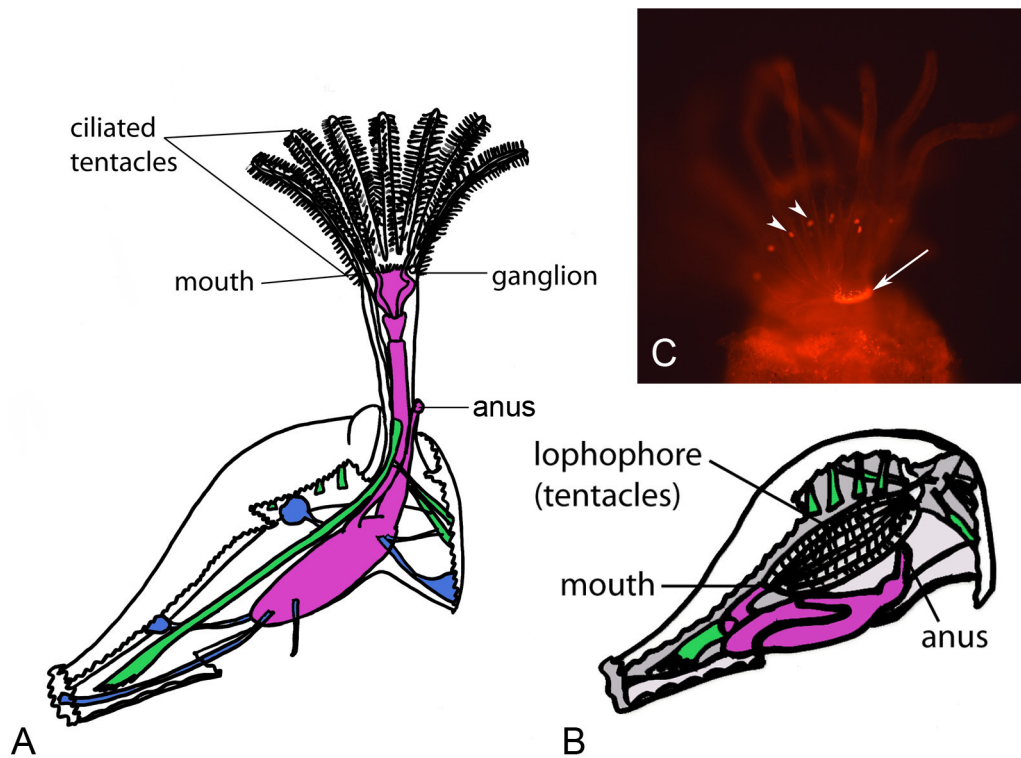 ciliated
tentacles
mouth
ganglion
anus
A
C
lophophore
(tentacles)
mouth
anus
B